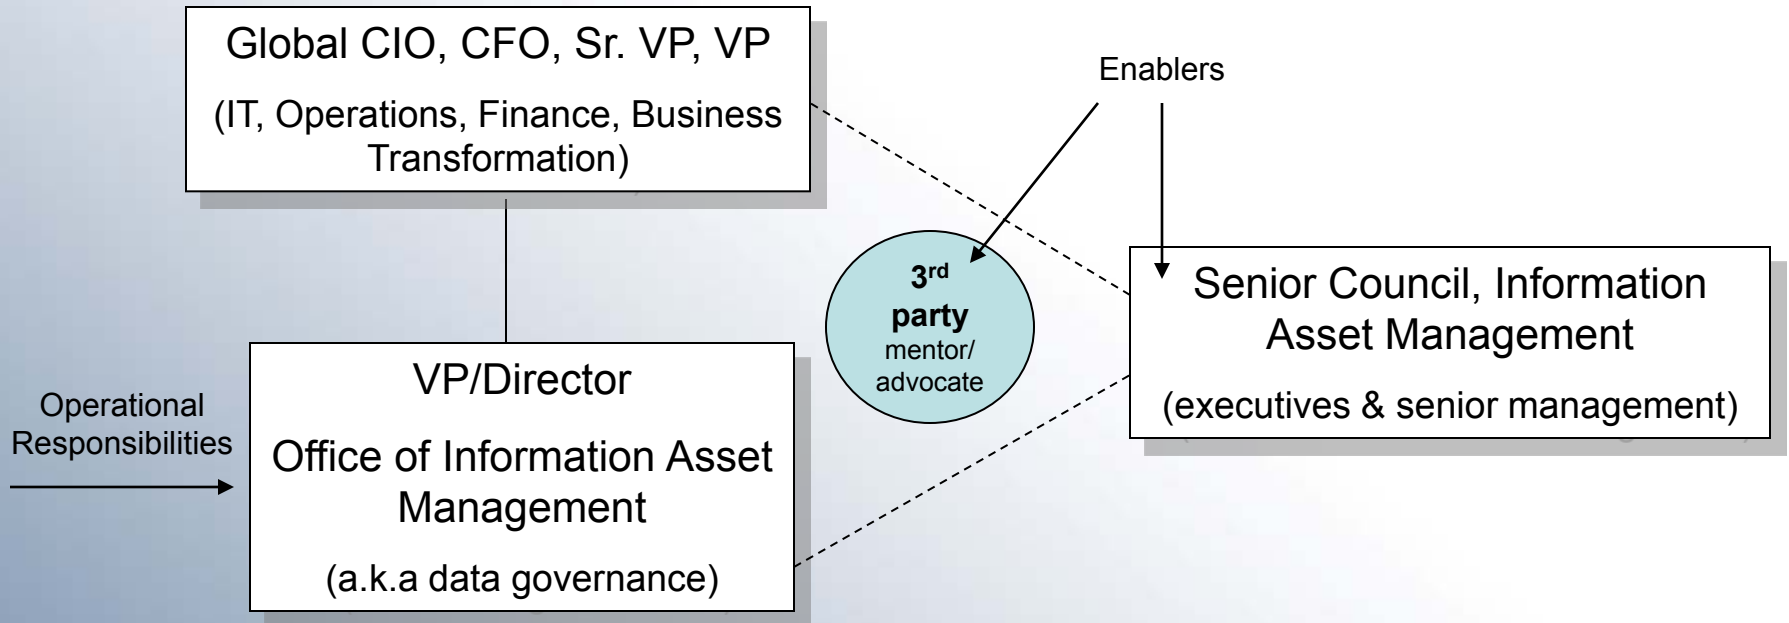 Global CIO, CFO, Sr. VP, VP
(IT, Operations, Finance, Business
Transformation)
Enablers
3rd
party
mentor/
advocate
Senior Council, Information
Asset Management
(executives & senior management)
Operational
Responsibilities
VP/Director
Office of Information Asset
Management
(a.k.a data governance)